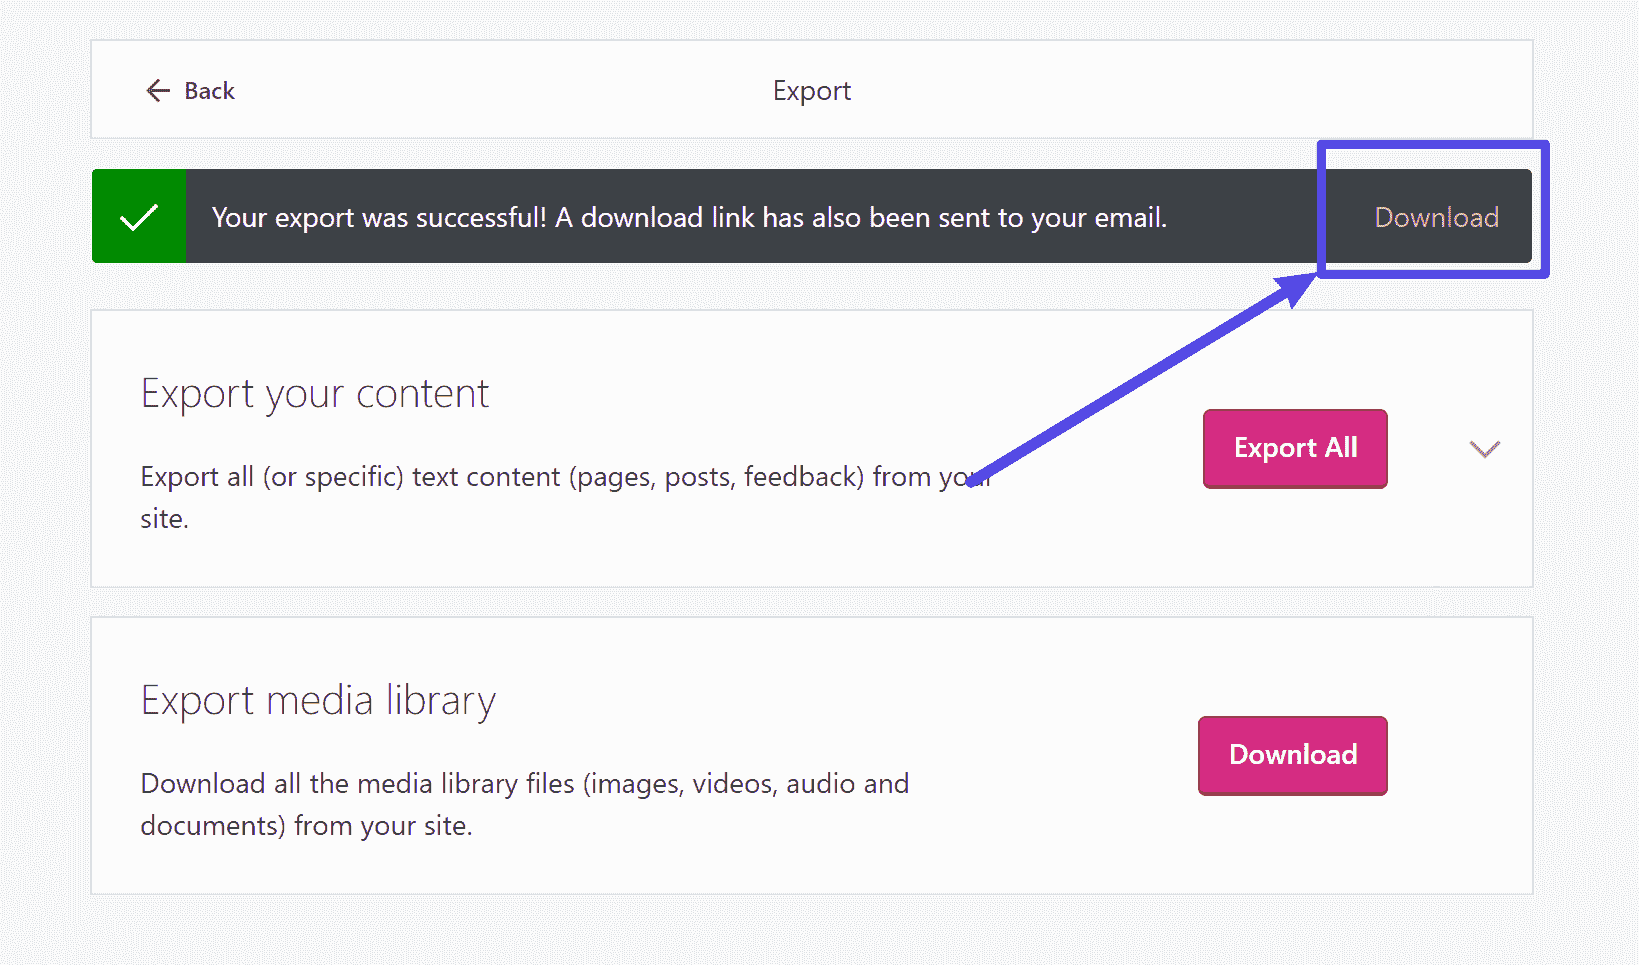 Back
Export
Your export was successful! A download link has also been sent to your email.
Download
Export your content
Export all (or specific) text content (pages, posts, feedback) from your
site.
Export All
Export media library
Download all the media library files (images, videos, audio and
documents) from your site.
Download